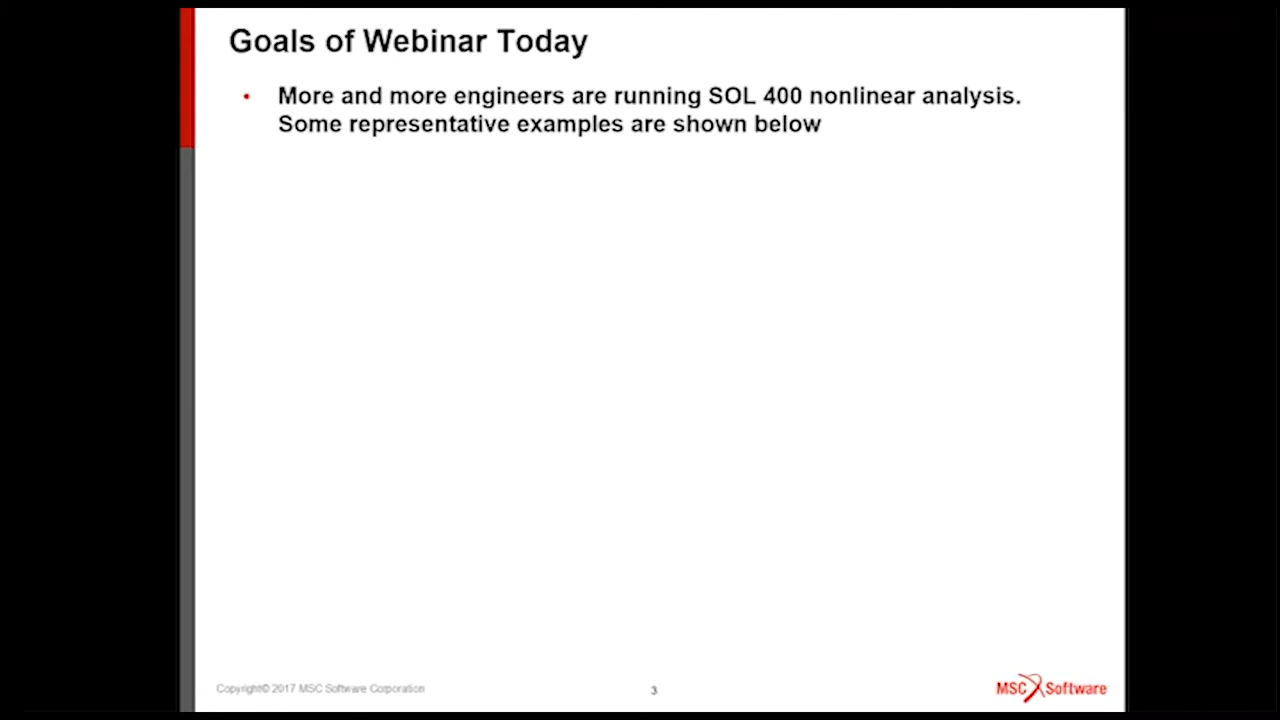 Goals of Webinar Today
• More and more engineers are running SOL 400 nonlinear analysis.
Some representative examples are shown below
Copyright© 2017 MSC Software Corporation
3
MSC Software